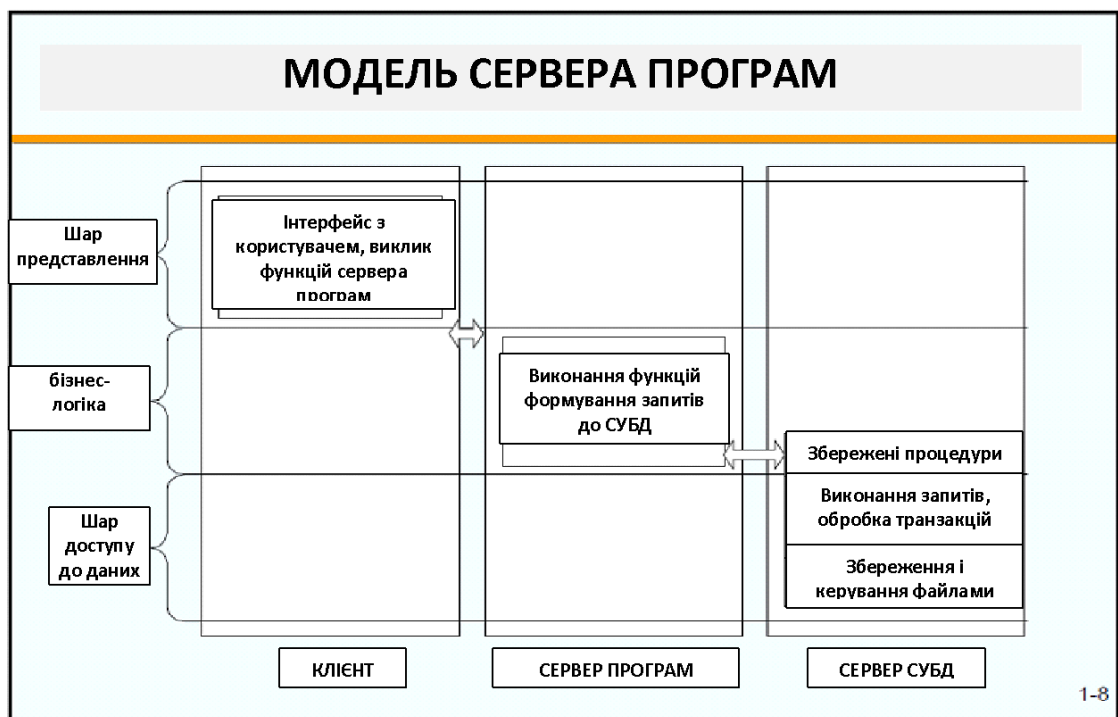 МОДЕЛЬ СЕРВЕРА ПРОГРАМ
Шар
представлення
Інтерфейс з
користувачем, виклик
функцій сервера
програм
бізнес-
логіка
Виконання функцій
формування запитів
до СУБД
Збережені процедури
Шар
доступу
до даних
Виконання запитів,
обробка транзакцій
Збереження і
керування файлами
КЛІЄНТ
СЕРВЕР ПРОГРАМ
СЕРВЕР СУБД
1-8